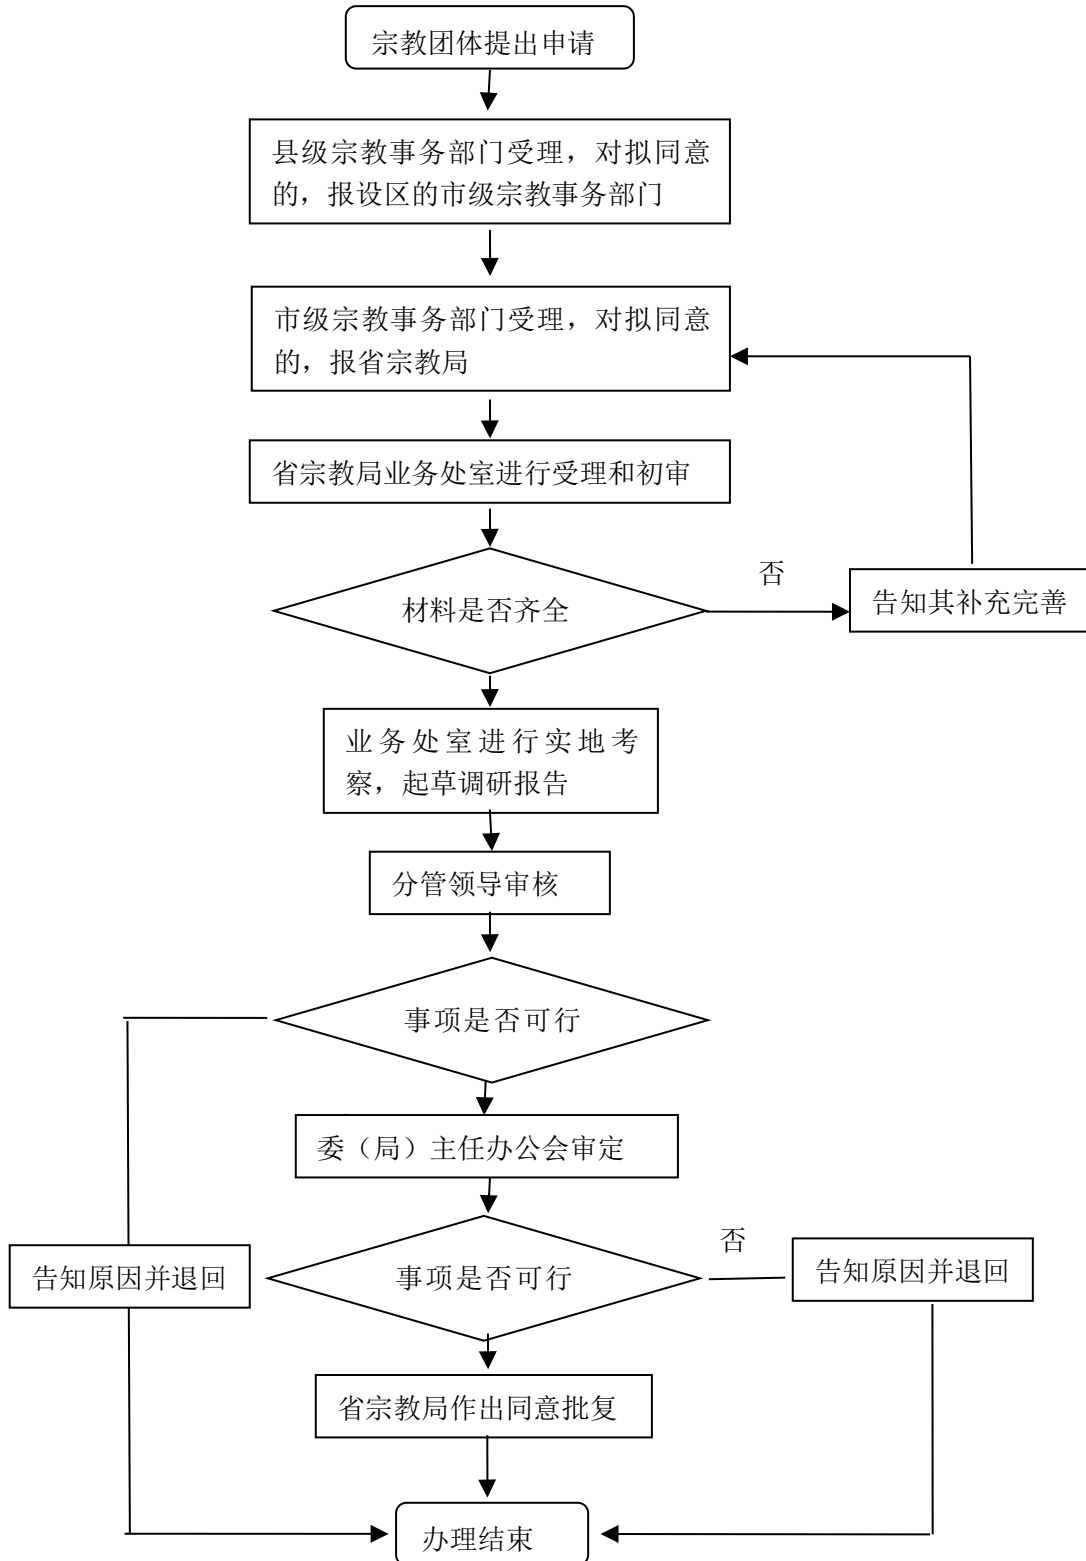 宗教团体提出申请
县级宗教事务部门受理，对拟同意
的，报设区的市级宗教事务部门
市级宗教事务部门受理，对拟同意
的，报省宗教局
省宗教局业务处室进行受理和初审
材料是否齐全
否
告知其补充完善
业务处室进行实地考
察，起草调研报告
分管领导审核
事项是否可行
委（局）主任办公会审定
告知原因并退回
事项是否可行
否
告知原因并退回
省宗教局作出同意批复
办理结束